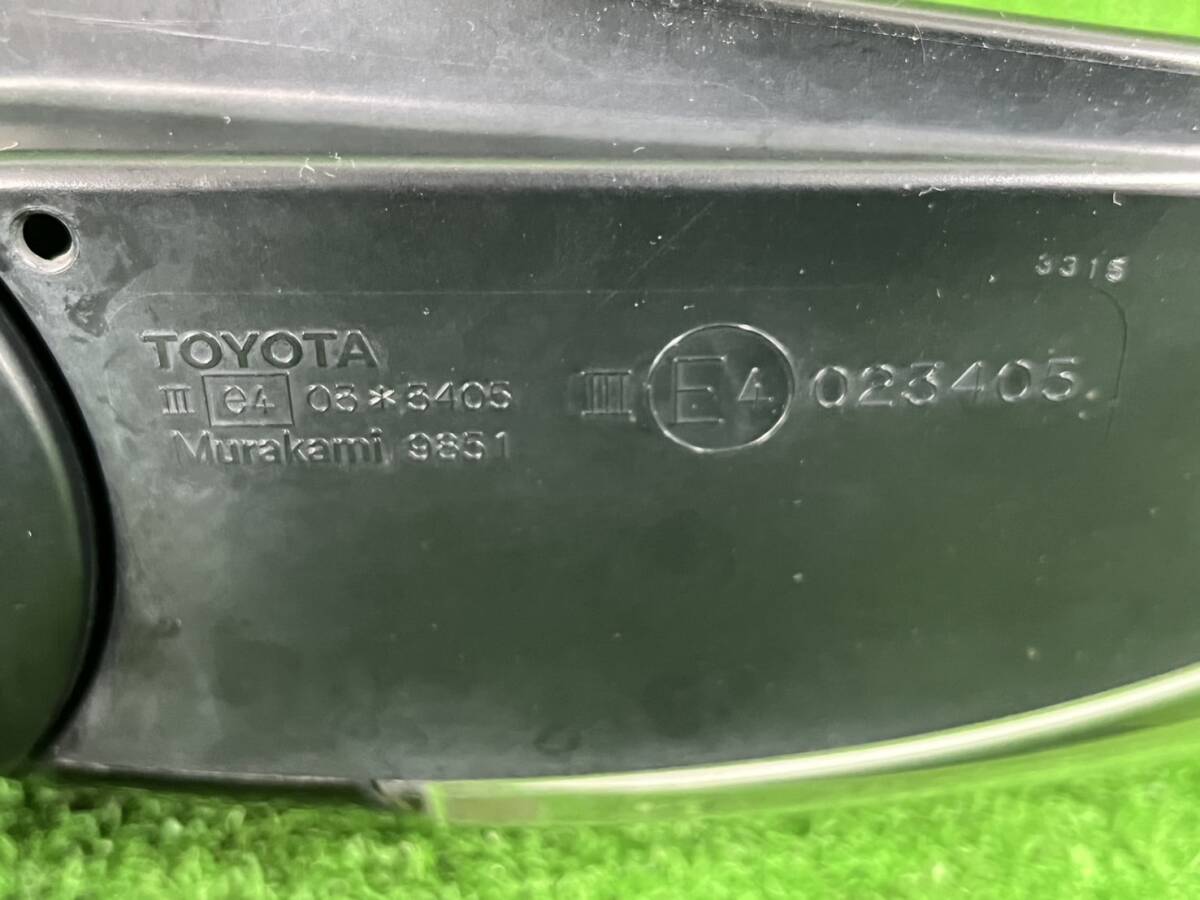 3315
TOYOTA
III e4 03*3405
Murakami 9851
III E4 023405